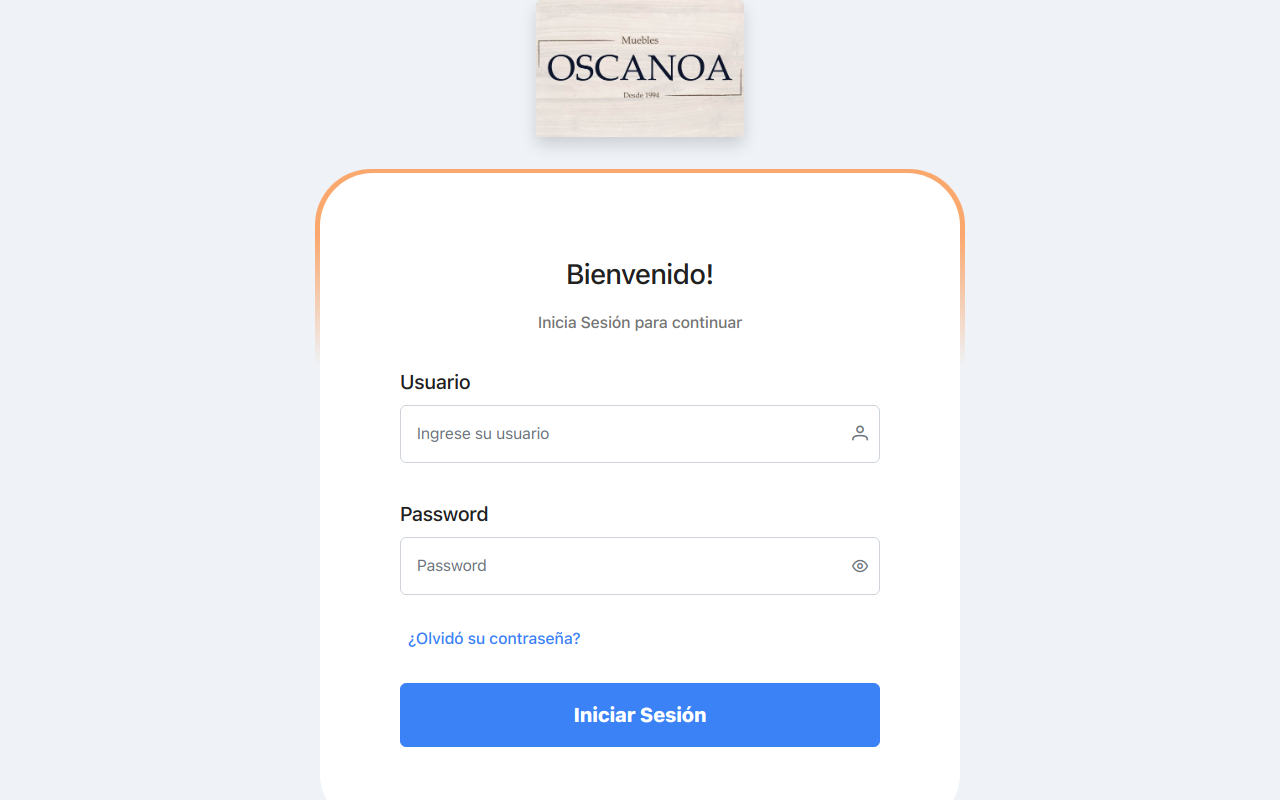 Muebles
OSCANOA
Desde 1994
Bienvenido!
Inicia Sesión para continuar
Usuario
Ingrese su usuario
Password
Password
¿Olvidó su contraseña?
Iniciar Sesión